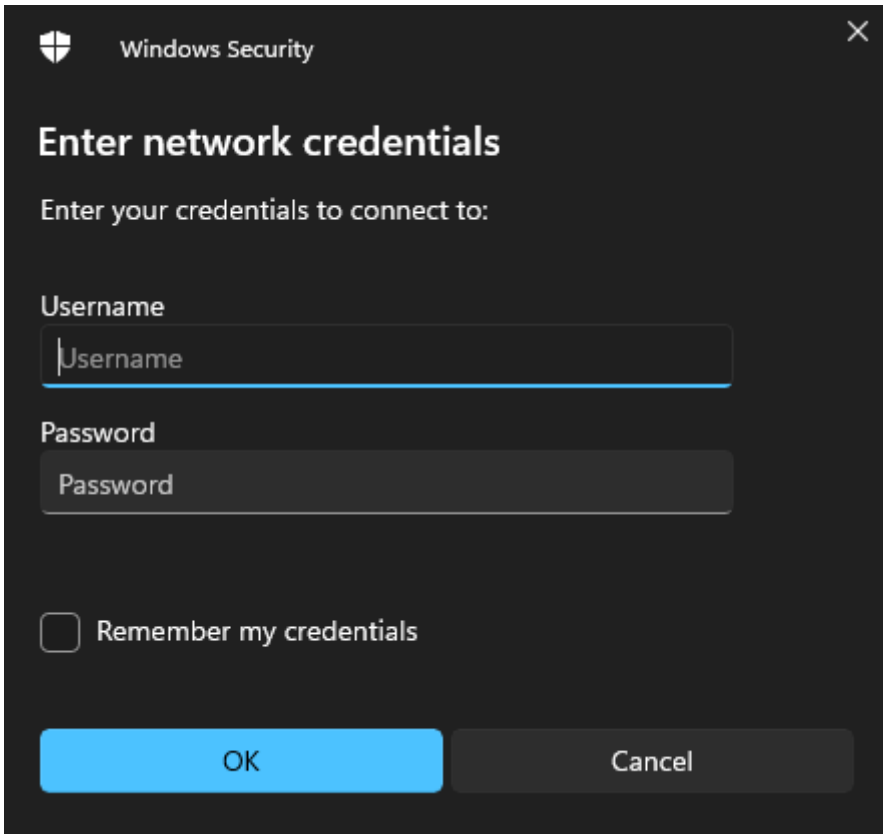 Windows Security
Enter network credentials
Enter your credentials to connect to:
Username
Username
Password
Password
Remember my credentials
OK
Cancel